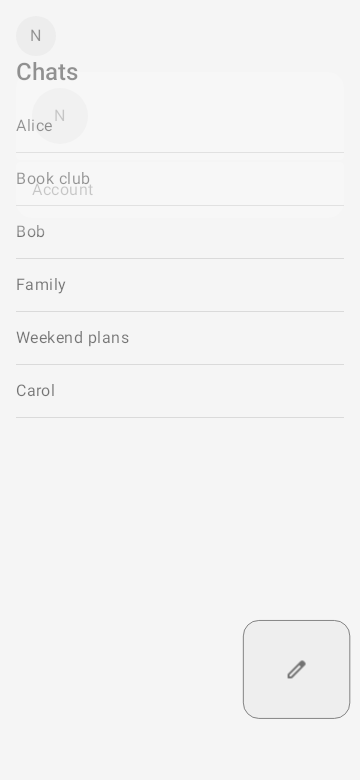 N
Chats
N
Alice
Book club
Account
Bob
Family
Weekend plans
Carol